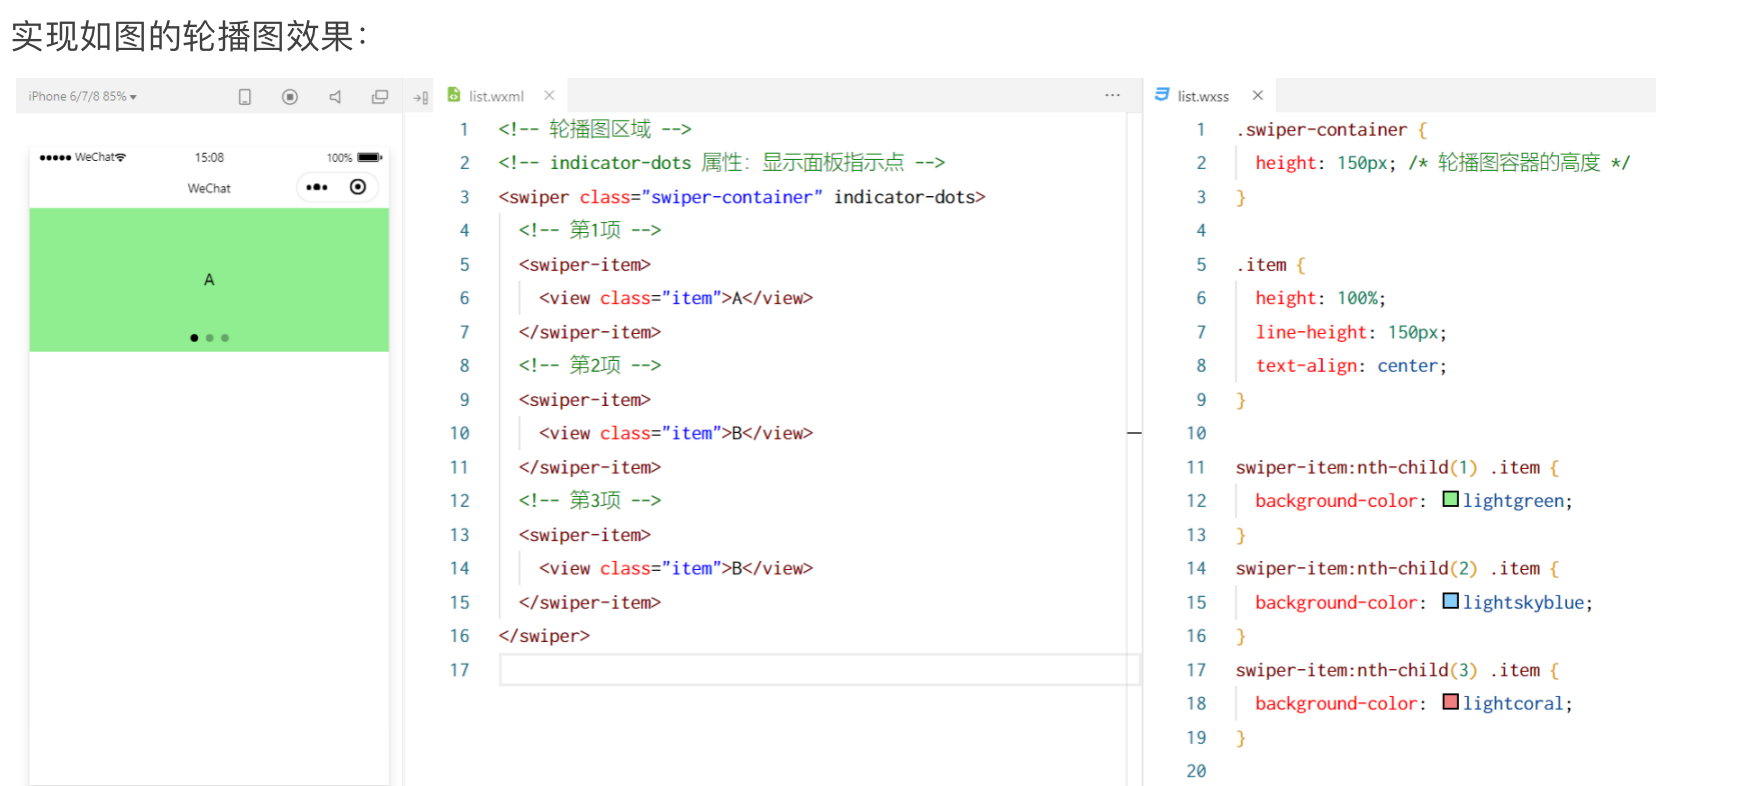 实现如图的轮播图效果：
iPhone 6/7/8 85%
WeChat
15:08
100%
WeChat
A
list.wxml
1 <!-- 轮播图区域 -->
2 <!-- indicator-dots 属性：显示面板指示点 -->
3 <swiper class="swiper-container" indicator-dots>
4 <!-- 第1项 -->
5 <swiper-item>
6 <view class="item">A</view>
7 </swiper-item>
8 <!-- 第2项 -->
9 <swiper-item>
10 <view class="item">B</view>
11 </swiper-item>
12 <!-- 第3项 -->
13 <swiper-item>
14 <view class="item">B</view>
15 </swiper-item>
16 </swiper>
17
list.wxss
1 .swiper-container {
2 height: 150px; /* 轮播图容器的高度 */
3 }
4
5 .item {
6 height: 100%;
7 line-height: 150px;
8 text-align: center;
9 }
10
11 swiper-item:nth-child(1) .item {
12 background-color: lightgreen;
13 }
14 swiper-item:nth-child(2) .item {
15 background-color: lightskyblue;
16 }
17 swiper-item:nth-child(3) .item {
18 background-color: lightcoral;
19 }
20